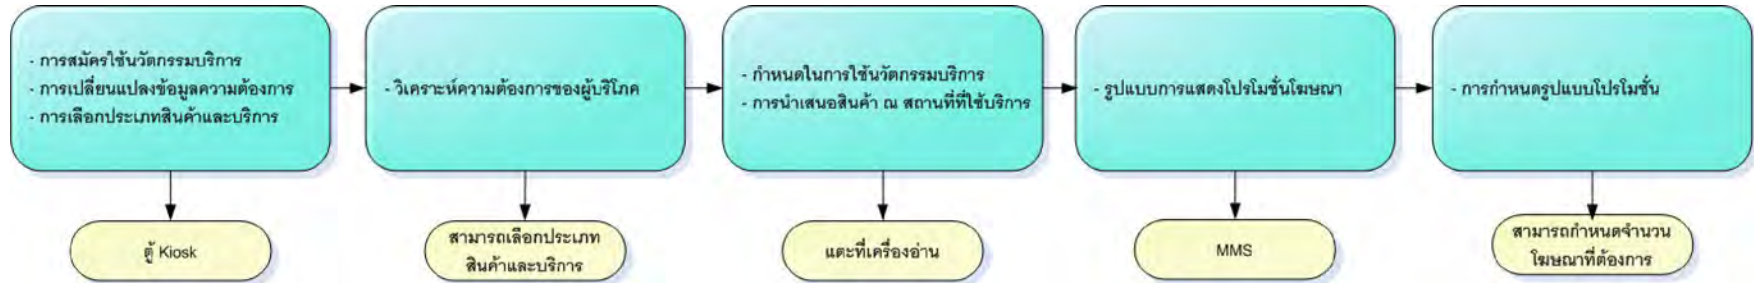 - การสมัครใช้นวัตกรรมบริการ
- การเปลี่ยนแปลงข้อมูลความต้องการ
- การเลือกประเภทสินค้าและบริการ
- วิเคราะห์ความต้องการของผู้บริโภค
- กำหนดในการใช้นวัตกรรมบริการ
- การนำเสนอสินค้า ณ สถานที่ที่ใช้บริการ
- รูปแบบการแสดงโปรโมชั่นโฆษณา
- การกำหนดรูปแบบโปรโมชั่น
ตู้ Kiosk
สามารถเลือกประเภท
สินค้าและบริการ
แตะที่เครื่องอ่าน
MMS
สามารถกำหนดจำนวน
โฆษณาที่ต้องการ